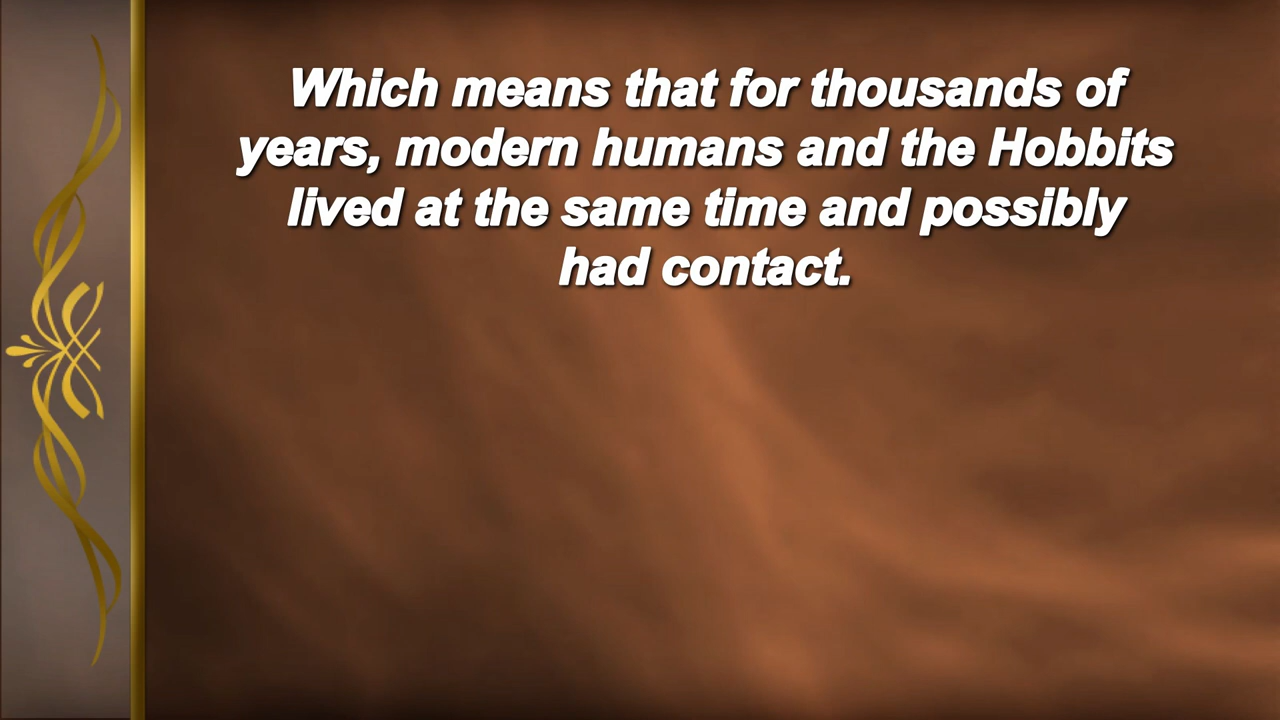 Which means that for thousands of
years, modern humans and the Hobbits
lived at the same time and possibly
had contact.